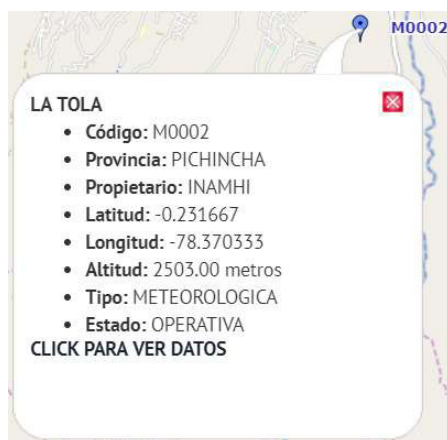 M0002
LA TOLA
Código: M0002
Provincia: PICHINCHA
Propietario: INAMHI
Latitud: -0.231667
Longitud: -78.370333
Altitud: 2503.00 metros
Tipo: METEOROLOGICA
Estado: OPERATIVA
CLICK PARA VER DATOS